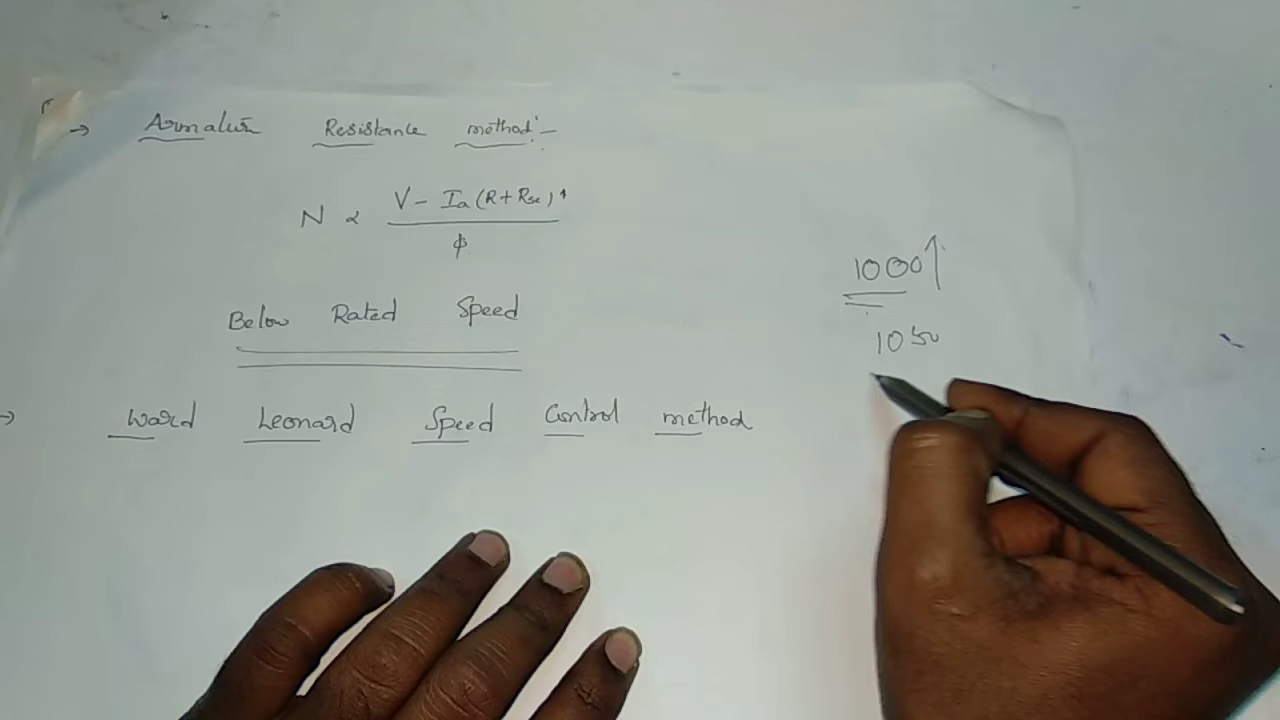 → Armature Resistance method:-
N ∝ V - Ia (R + Rse)↑ / ϕ
Below Rated Speed
→ Ward Leonard Speed Control method
1000↑
1050